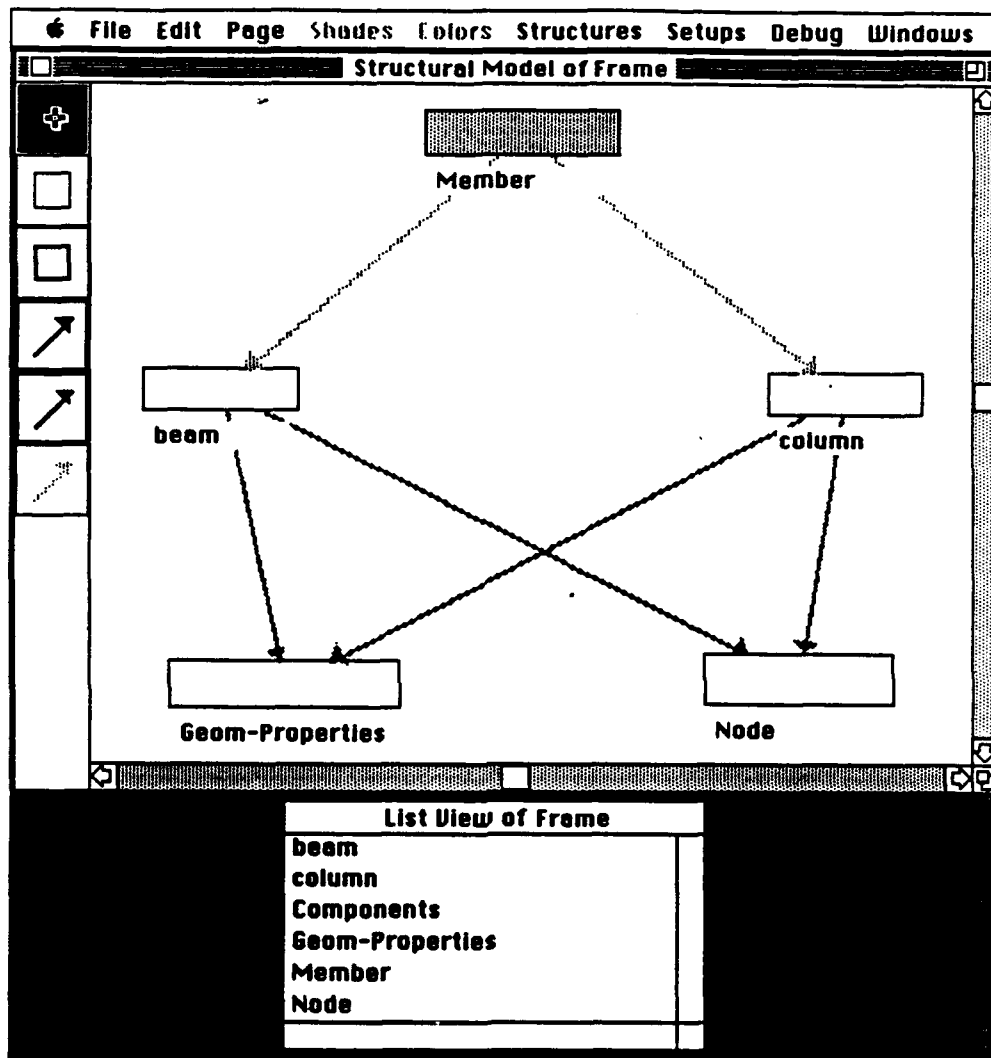 File Edit Page Shades Colors Structures Setups Debug Windows
Structural Model of Frame
Member
beam
column
Geom-Properties
Node
List View of Frame
beam
column
Components
Geom-Properties
Member
Node